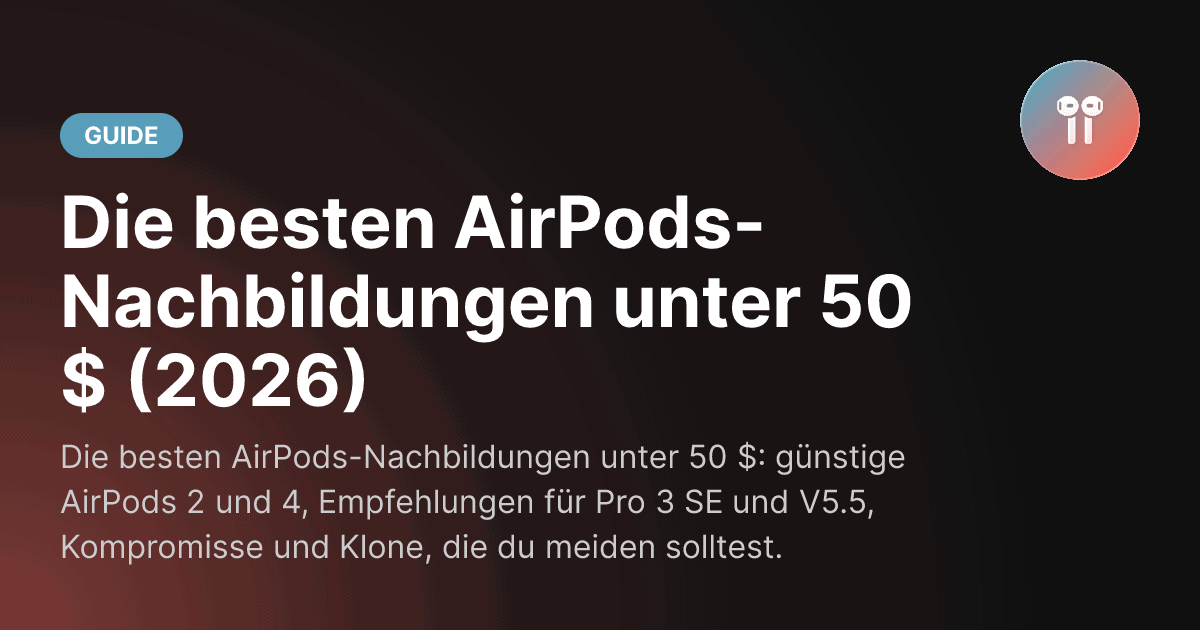 GUIDE
Die besten AirPods-
Nachbildungen unter 50
$ (2026)
Die besten AirPods-Nachbildungen unter 50 $: günstige
AirPods 2 und 4, Empfehlungen für Pro 3 SE und V5.5,
Kompromisse und Klone, die du meiden solltest.